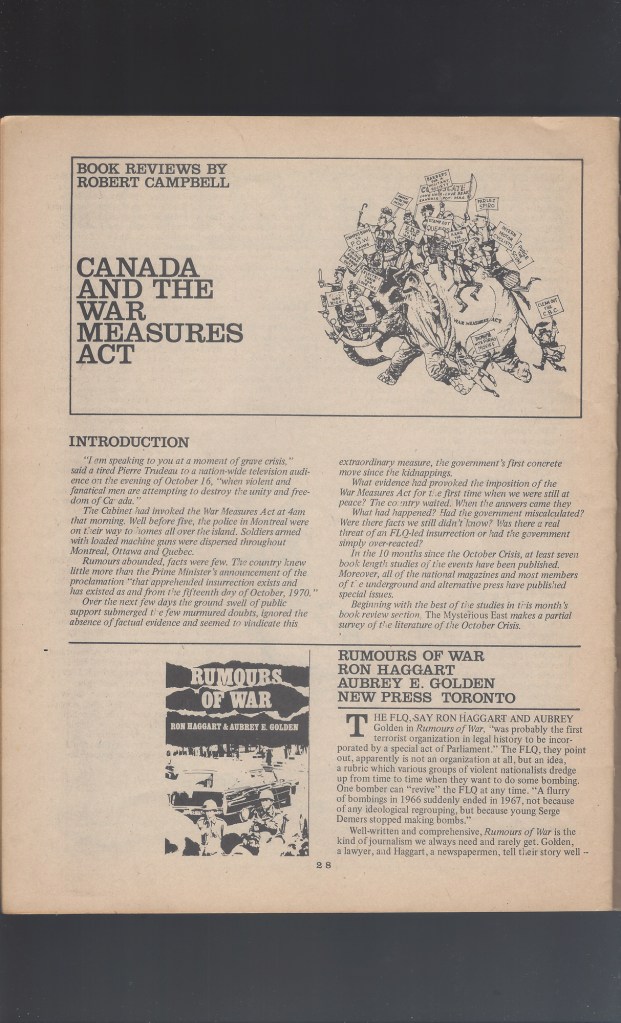 BOOK REVIEWS BY
ROBERT CAMPBELL
CANADA
AND THE
WAR
MEASURES
ACT
WAR MEASURES ACT
CLEAN OUT
THE
C.B.C.
INTRODUCTION
"I am speaking to you at a moment of grave crisis,"
said a tired Pierre Trudeau to a nation-wide television audi-
ence on the evening of October 16, "when violent and
fanatical men are attempting to destroy the unity and free-
dom of Canada."
The Cabinet had invoked the War Measures Act at 4am
that morning. Well before five, the police in Montreal were
on their way to homes all over the island. Soldiers armed
with loaded machine guns were dispersed throughout
Montreal, Ottawa and Quebec.
Rumours abounded, facts were few. The country knew
little more than the Prime Minister's announcement of the
proclamation "that apprehended insurrection exists and
has existed as and from the fifteenth day of October, 1970."
Over the next few days the ground swell of public
support submerged the few murmured doubts, ignored the
absence of factual evidence and seemed to vindicate this
extraordinary measure, the government's first concrete
move since the kidnappings.
What evidence had provoked the imposition of the
War Measures Act for the first time when we were still at
peace? The country waited. When the answers came they
What had happened? Had the government miscalculated?
Were there facts we still didn't know? Was there a real
threat of an FLQ-led insurrection or had the government
simply over-reacted?
In the 10 months since the October Crisis, at least seven
book length studies of the events have been published.
Moreover, all of the national magazines and most members
of the underground and alternative press have published
special issues.
Beginning with the best of the studies in this month's
book review section. The Mysterious East makes a partial
survey of the literature of the October Crisis.
RUMOURS
OF WAR
RON HAGGART & AUBREY E. GOLDEN
RUMOURS OF WAR
RON HAGGART
AUBREY E. GOLDEN
NEW PRESS TORONTO
THE FLQ, SAY RON HAGGART AND AUBREY
Golden in Rumours of War, "was probably the first
terrorist organization in legal history to be incor-
porated by a special act of Parliament." The FLQ, they point
out, apparently is not an organization at all, but an idea,
a rubric which various groups of violent nationalists dredge
up from time to time when they want to do some bombing.
One bomber can "revive" the FLQ at any time. "A flurry
of bombings in 1966 suddenly ended in 1967, not because
of any ideological regrouping, but because young Serge
Demers stopped making bombs."
Well-written and comprehensive, Rumours of War is the
kind of journalism we always need and rarely get. Golden,
a lawyer, and Haggart, a newspapermen, tell their story well –
28